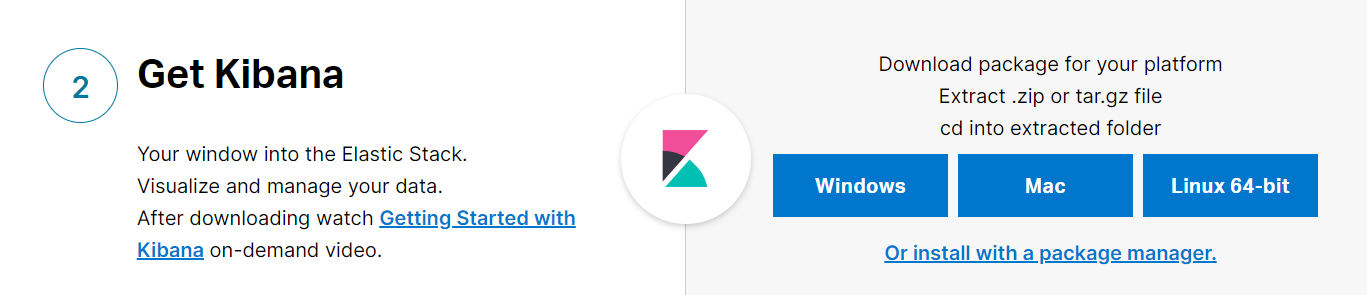 2
Get Kibana
Your window into the Elastic Stack.
Visualize and manage your data.
After downloading watch Getting Started with
Kibana on-demand video.
Download package for your platform
Extract .zip or tar.gz file
cd into extracted folder
Windows
Mac
Linux 64-bit
Or install with a package manager.